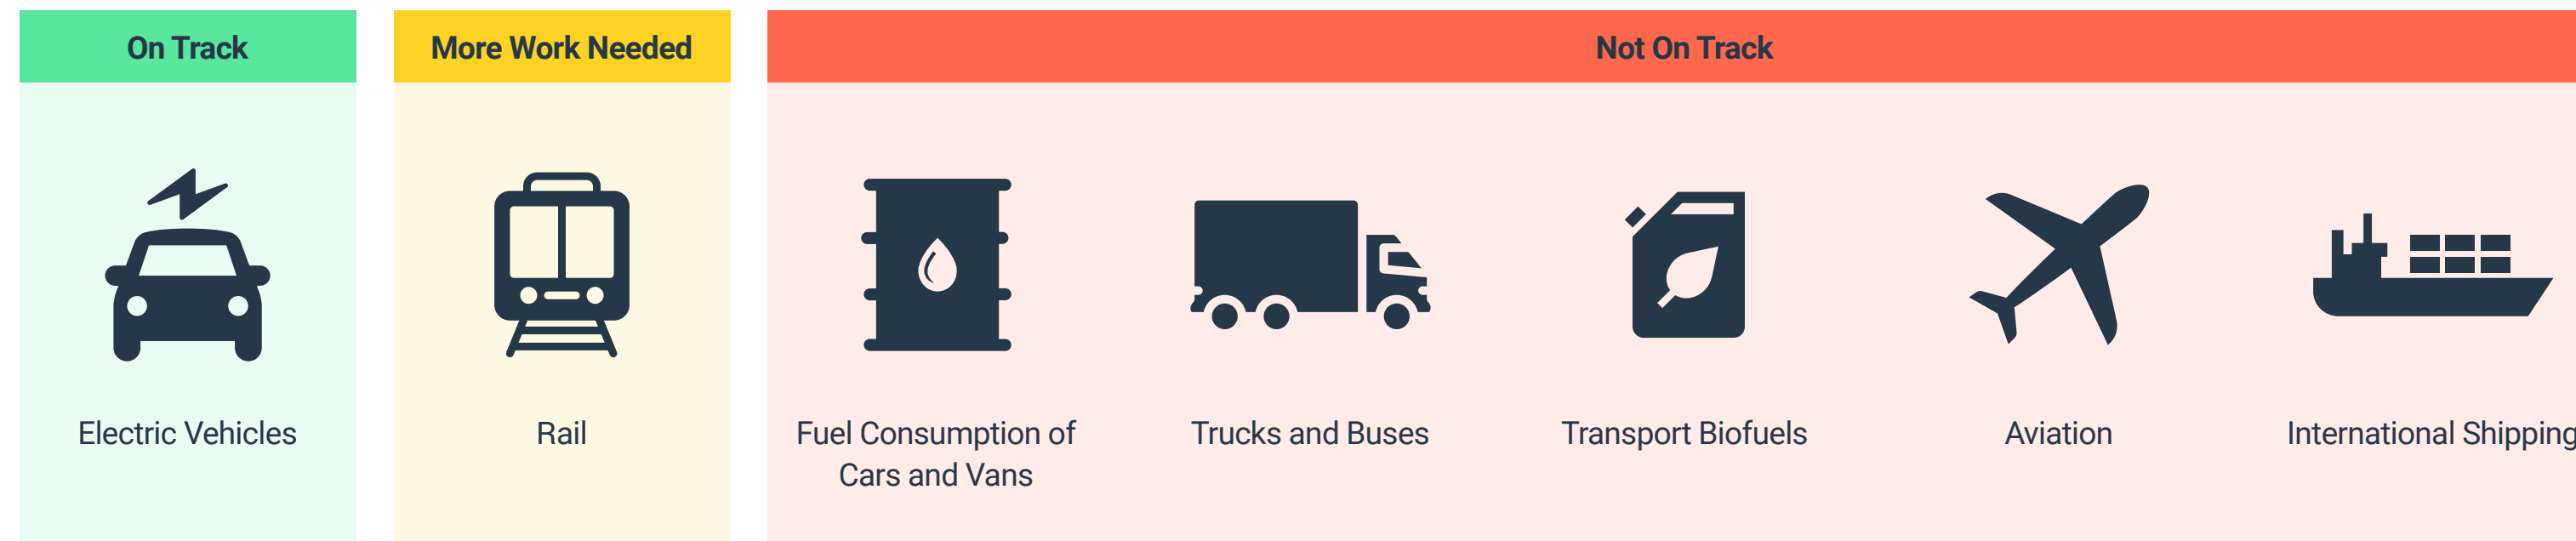 On Track
More Work Needed
Not On Track
Electric Vehicles
Rail
Fuel Consumption of
Cars and Vans
Trucks and Buses
Transport Biofuels
Aviation
International Shipping